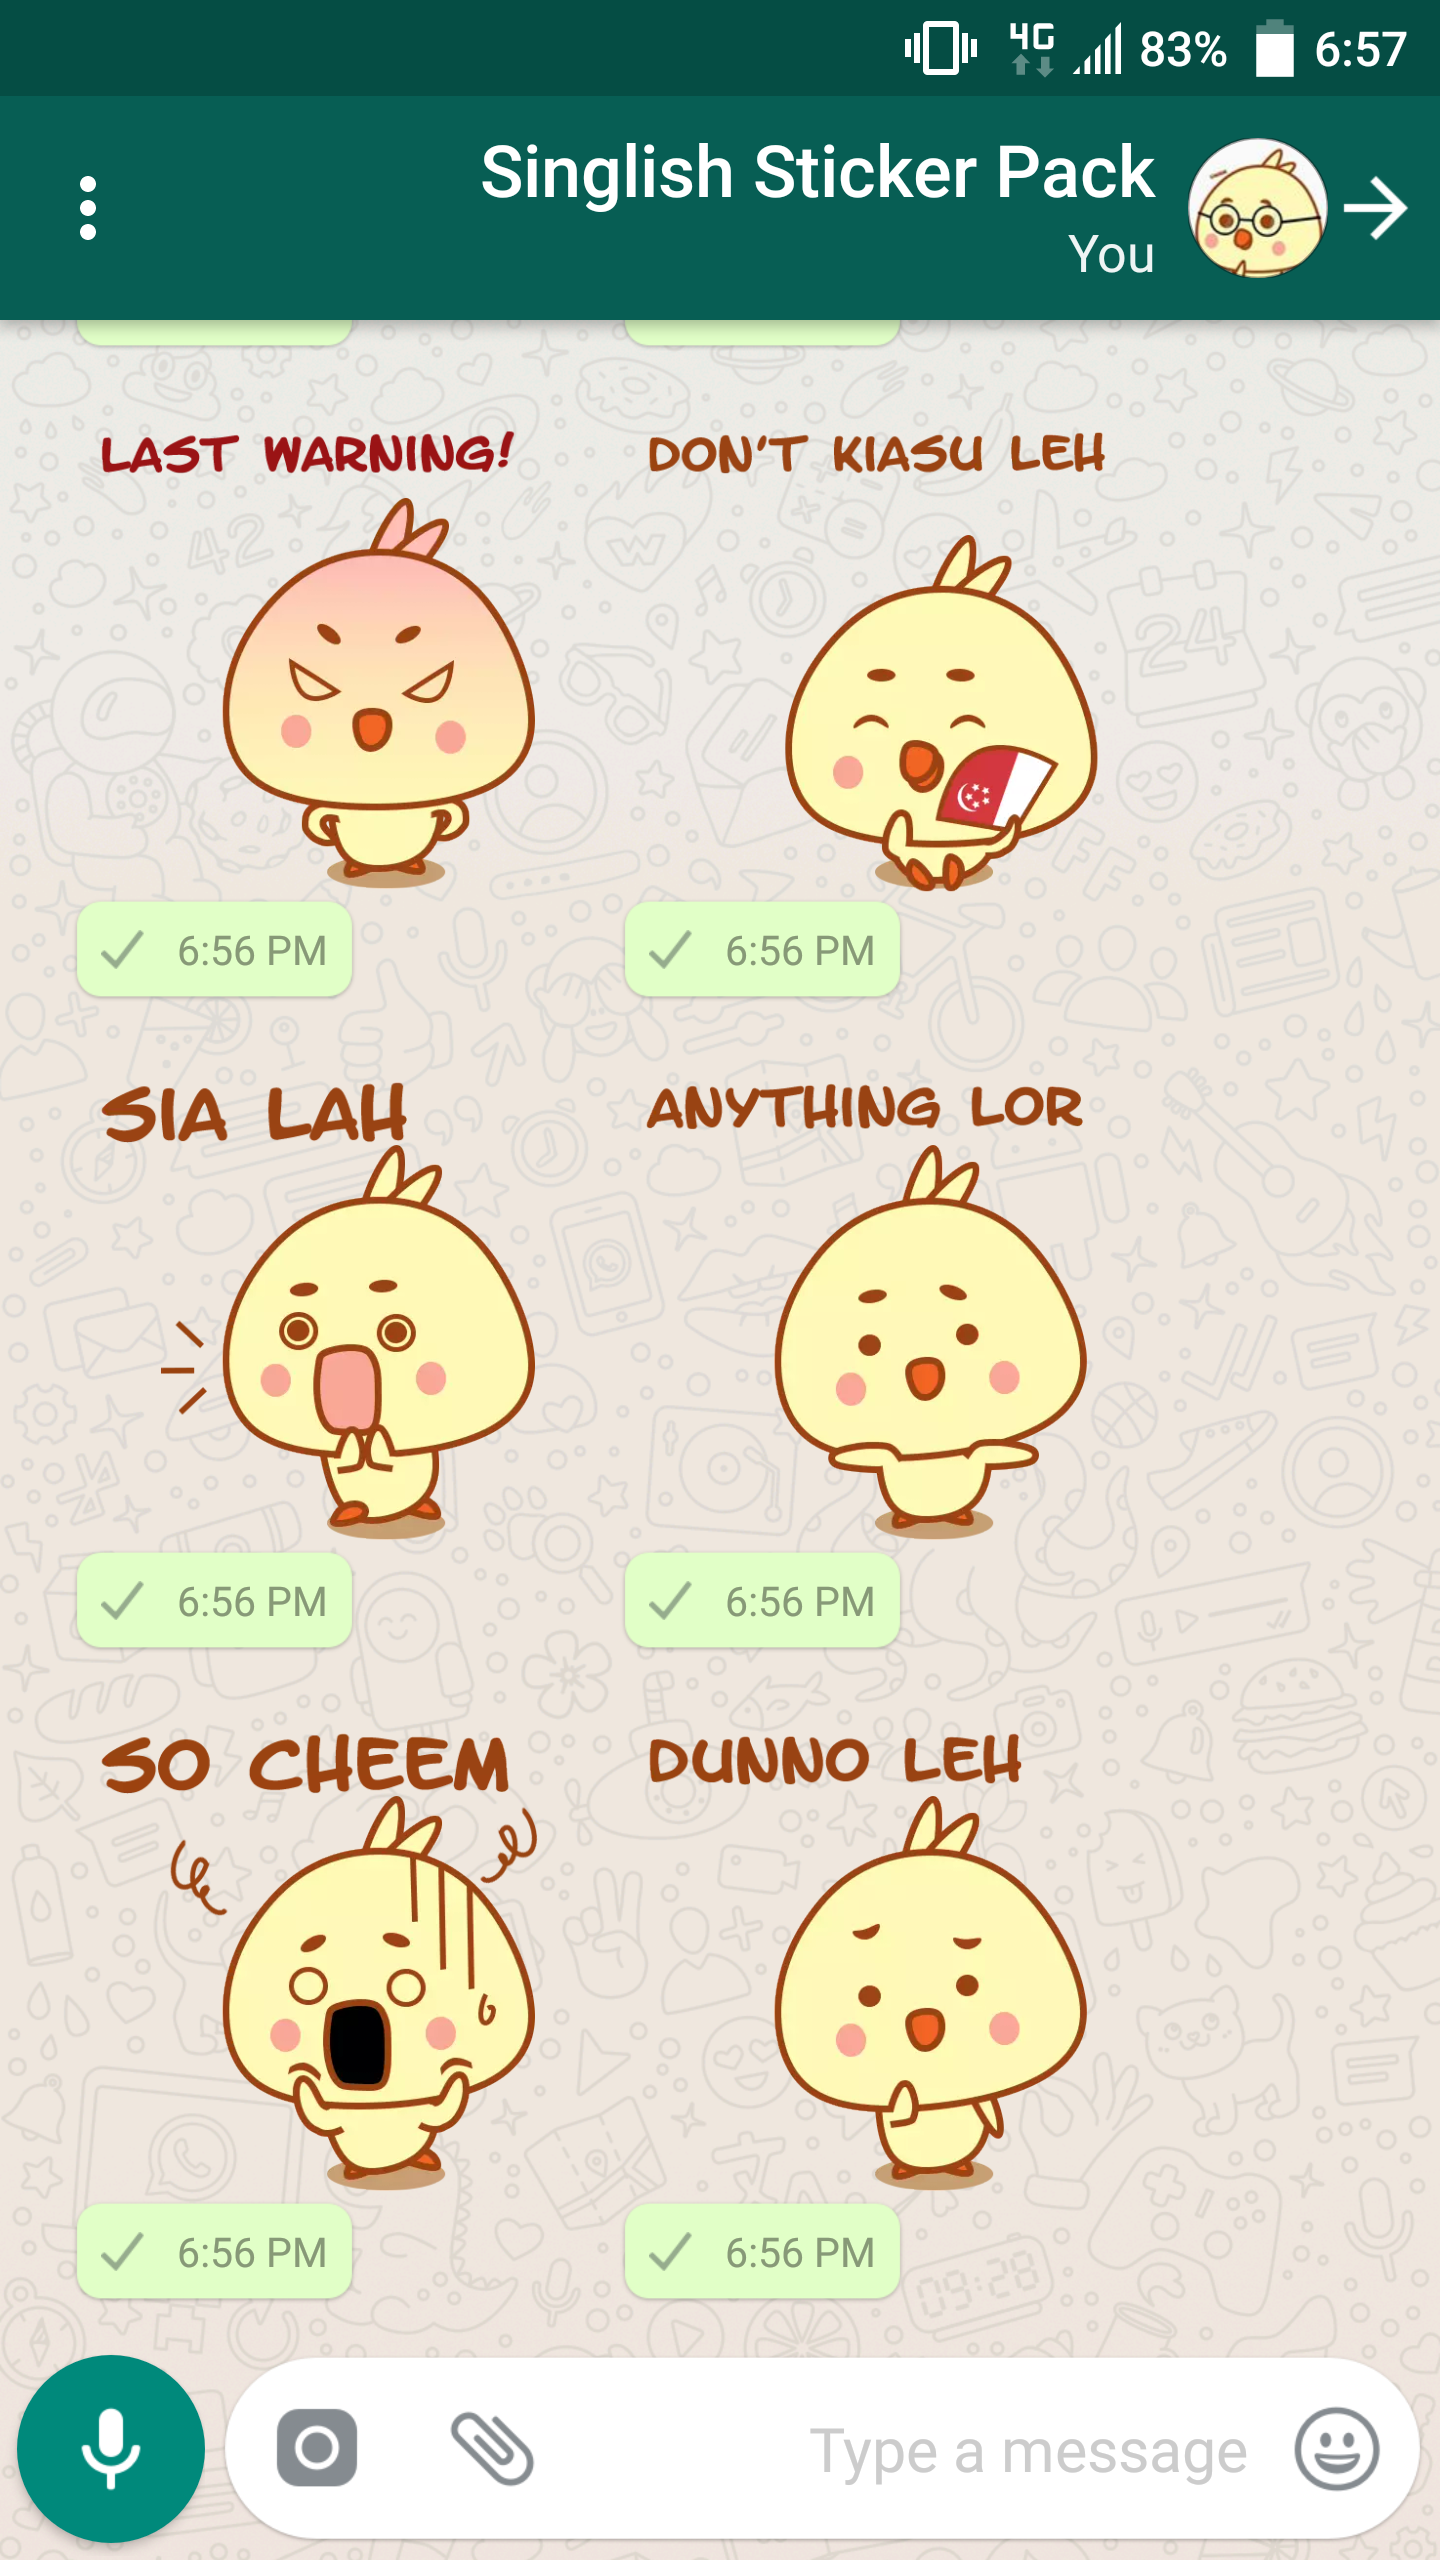 4G 83% 6:57
Singlish Sticker Pack
You
LAST WARNING!
DON'T KIASU LEH
6:56 PM
6:56 PM
SIA LAH
ANYTHING LOR
6:56 PM
6:56 PM
SO CHEEM
DUNNO LEH
6:56 PM
6:56 PM
Type a message